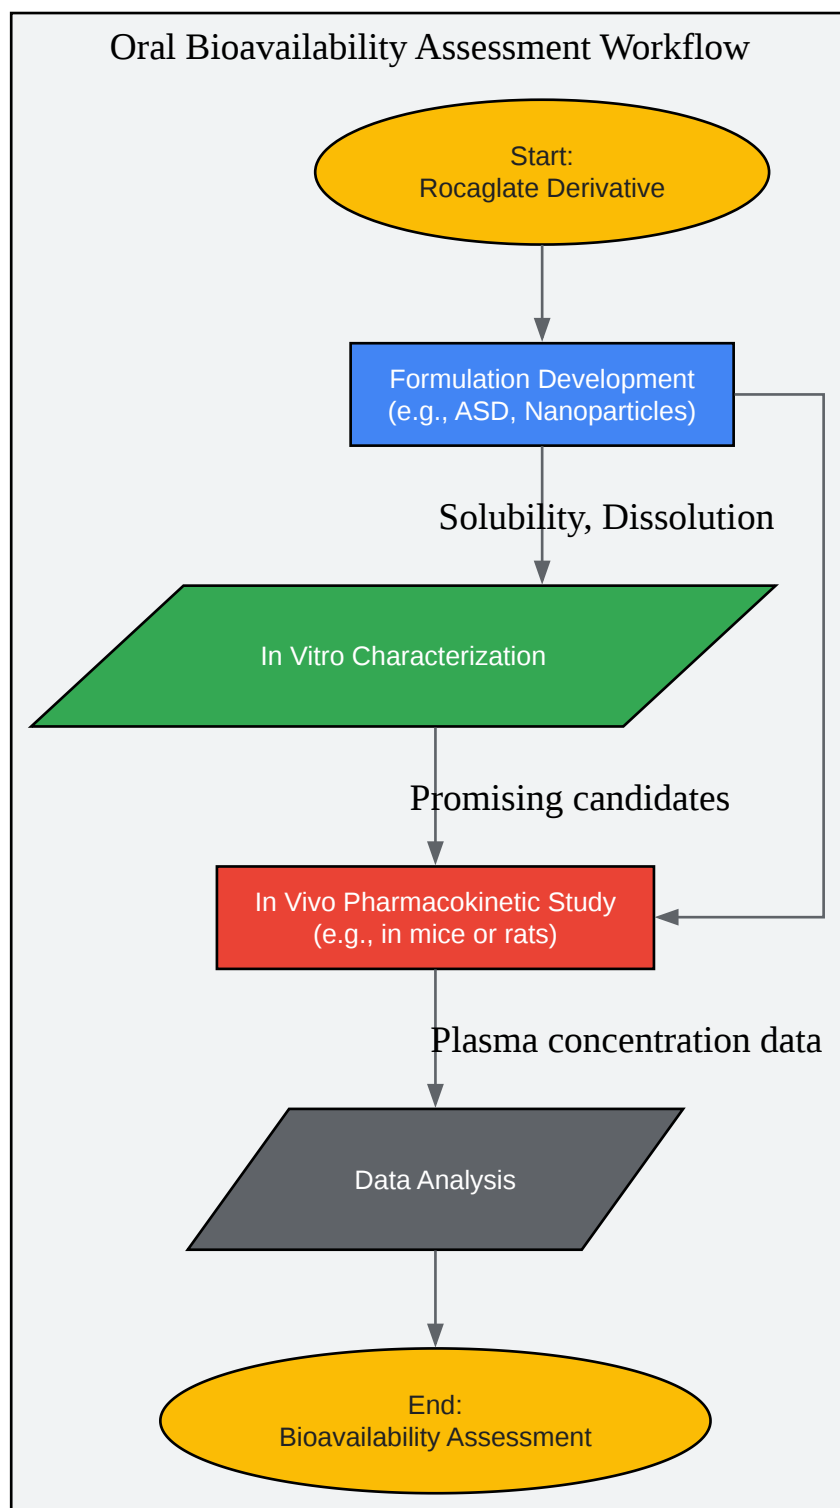 Oral Bioavailability Assessment Workflow
Start:
Rocaglate Derivative
Formulation Development
(e.g., ASD, Nanoparticles)
Solubility, Dissolution
In Vitro Characterization
Promising candidates
In Vivo Pharmacokinetic Study
(e.g., in mice or rats)
Plasma concentration data
Data Analysis
End:
Bioavailability Assessment